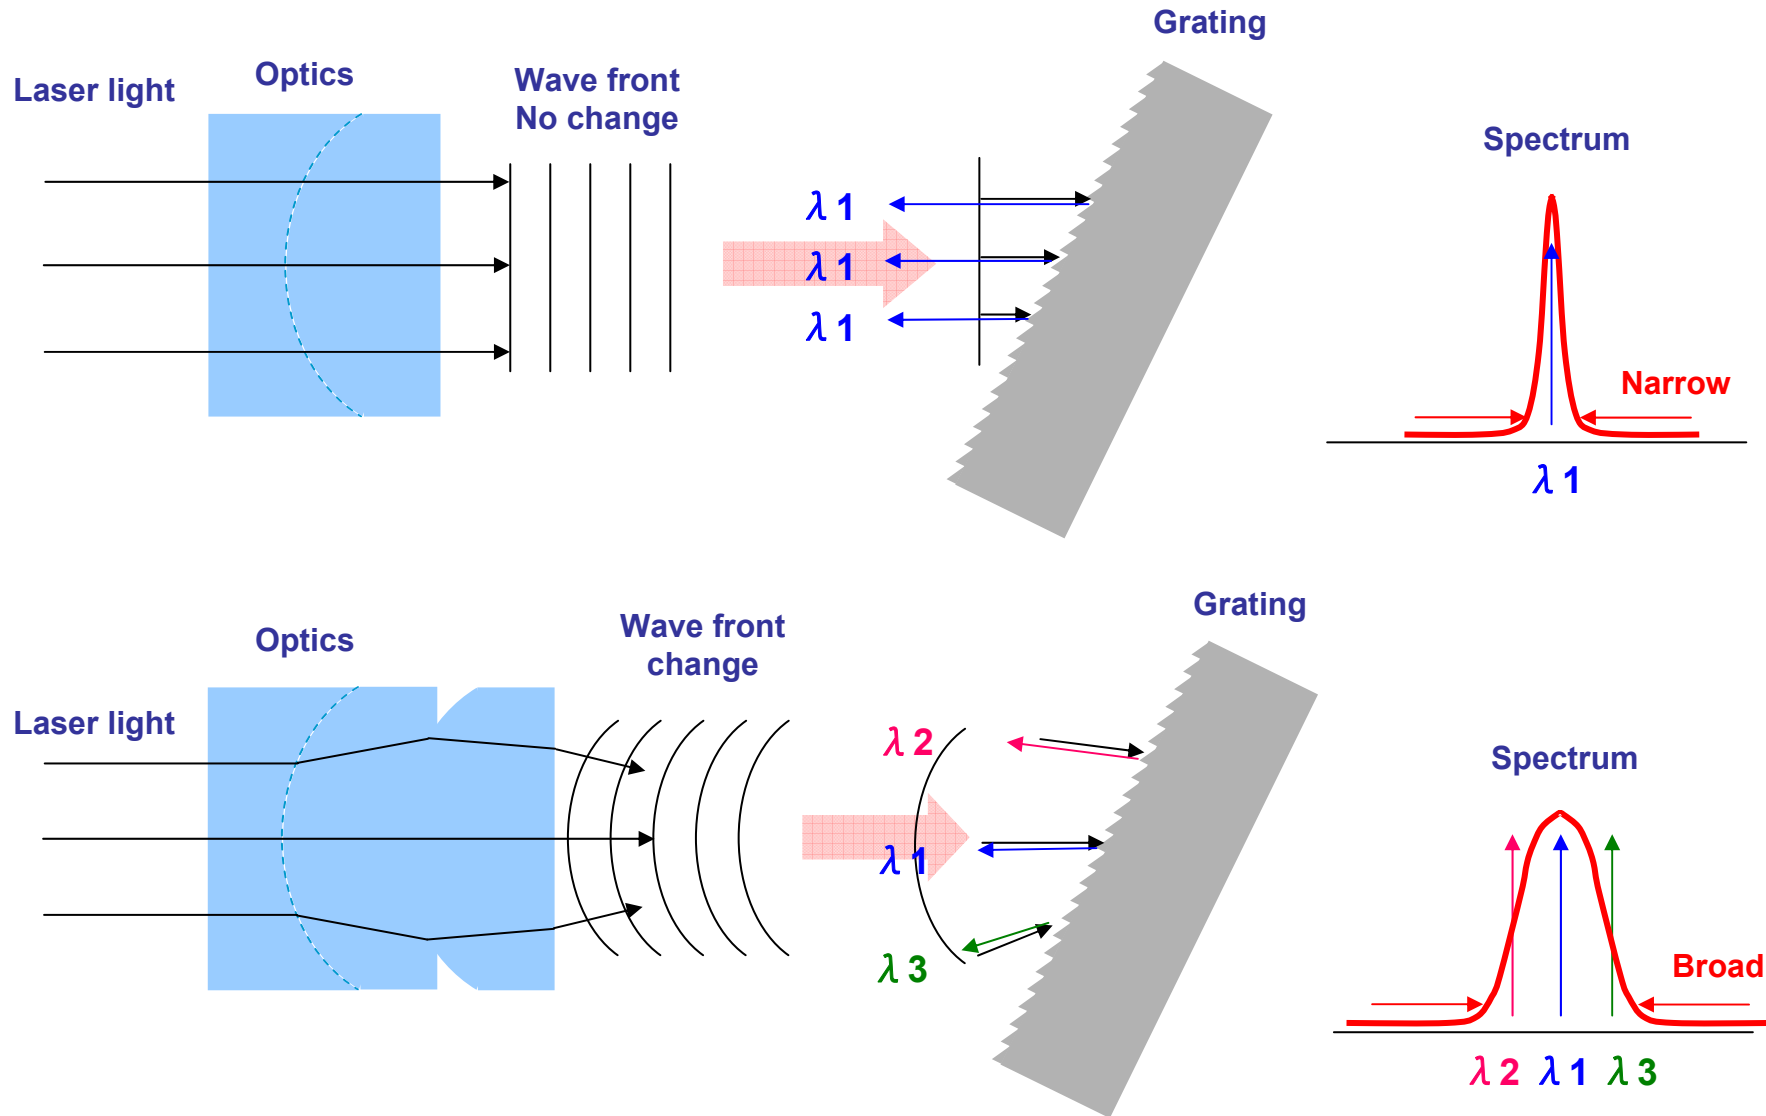 Grating
Laser light
Optics
Wave front
No change
Spectrum
λ 1
λ 1
λ 1
Narrow
λ 1
Grating
Optics
Wave front
change
Laser light
λ 2
Spectrum
λ 1
λ 3
Broad
λ 2 λ 1 λ 3